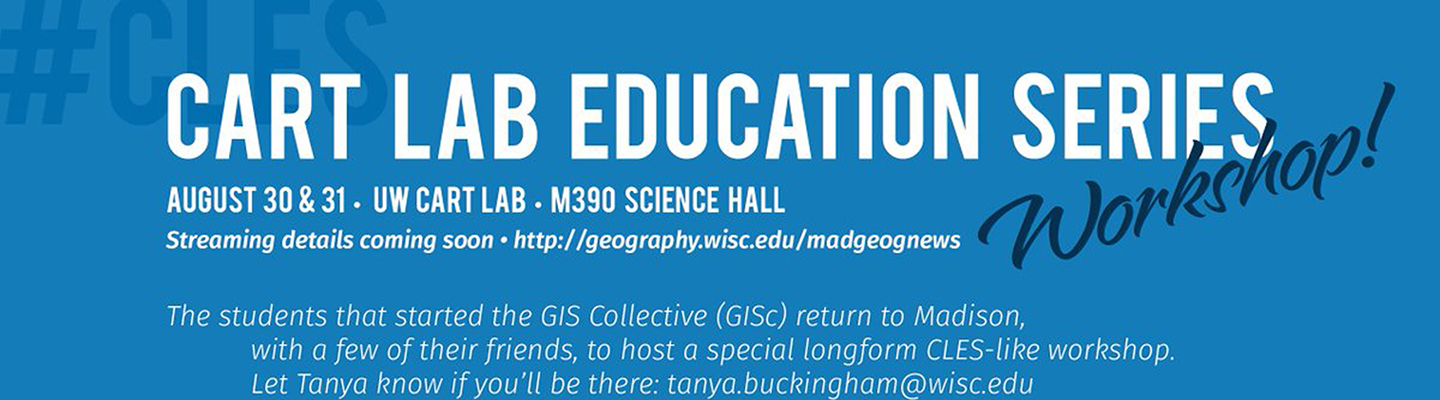 #CLES
CART LAB EDUCATION SERIES
Workshop!
AUGUST 30 & 31 • UW CART LAB • M390 SCIENCE HALL
Streaming details coming soon • http://geography.wisc.edu/madgeognews
The students that started the GIS Collective (GISc) return to Madison,
with a few of their friends, to host a special longform CLES-like workshop.
Let Tanya know if you'll be there: tanya.buckingham@wisc.edu